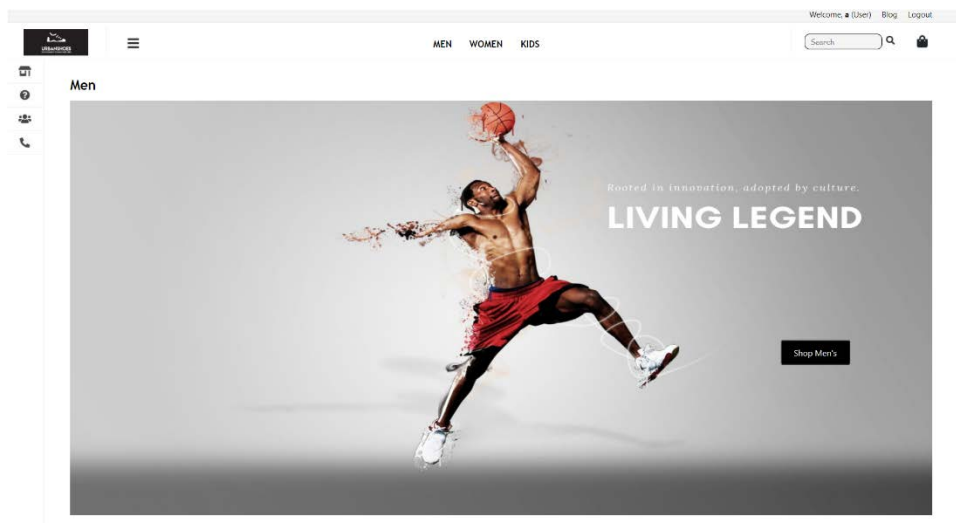 Welcome, a (User) Blog Logout
URBANSHOES
MEN WOMEN KIDS
Search
Men
Rooted in innovation, adopted by culture.
LIVING LEGEND
Shop Men's